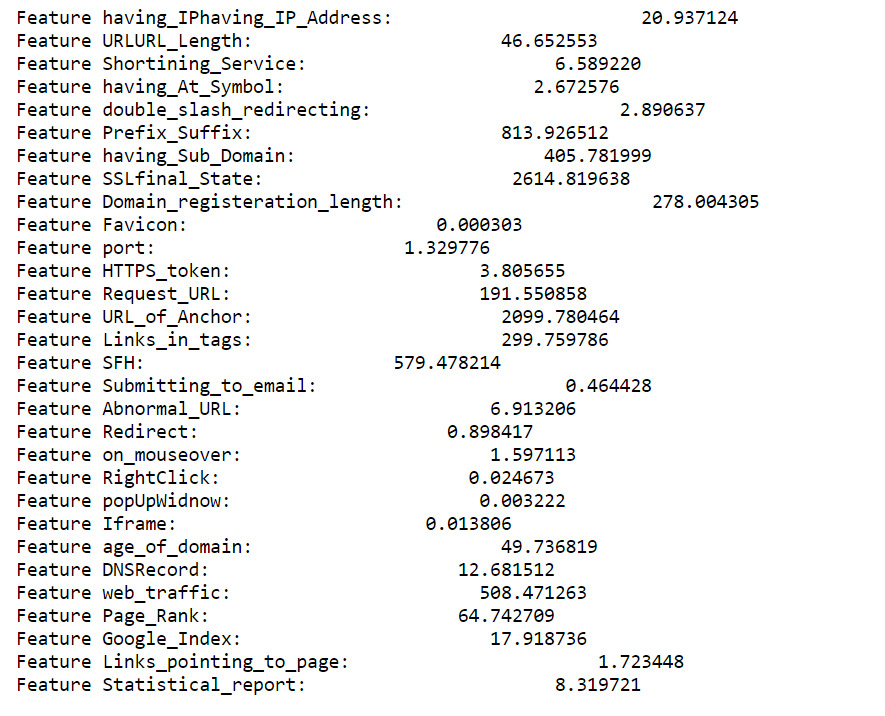 Feature having_IPhaving_IP_Address: 20.937124
Feature URLURL_Length: 46.652553
Feature Shortining_Service: 6.589220
Feature having_At_Symbol: 2.672576
Feature double_slash_redirecting: 2.890637
Feature Prefix_Suffix: 813.926512
Feature having_Sub_Domain: 405.781999
Feature SSLfinal_State: 2614.819638
Feature Domain_registeration_length: 278.004305
Feature Favicon: 0.000303
Feature port: 1.329776
Feature HTTPS_token: 3.805655
Feature Request_URL: 191.550858
Feature URL_of_Anchor: 2099.780464
Feature Links_in_tags: 299.759786
Feature SFH: 579.478214
Feature Submitting_to_email: 0.464428
Feature Abnormal_URL: 6.913206
Feature Redirect: 0.898417
Feature on_mouseover: 1.597113
Feature RightClick: 0.024673
Feature popUpWidnow: 0.003222
Feature Iframe: 0.013806
Feature age_of_domain: 49.736819
Feature DNSRecord: 12.681512
Feature web_traffic: 508.471263
Feature Page_Rank: 64.742709
Feature Google_Index: 17.918736
Feature Links_pointing_to_page: 1.723448
Feature Statistical_report: 8.319721